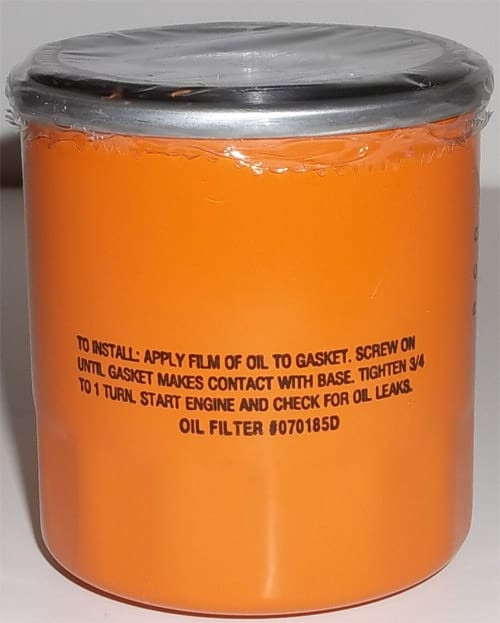 TO INSTALL: APPLY FILM OF OIL TO GASKET. SCREW ON
UNTIL GASKET MAKES CONTACT WITH BASE. TIGHTEN 3/4
TO 1 TURN. START ENGINE AND CHECK FOR OIL LEAKS.
OIL FILTER #070185D